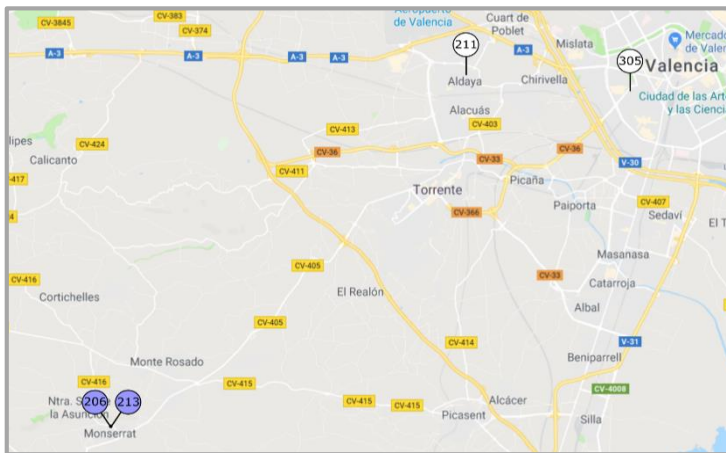 CV-3845
CV-383
Aeropuerto
de Valencia
Cuart de
Poblet
CV-374
211
Mislata
Mercado
de Valen
A-3
A-3
A-3
A-3
A-3
305
Valencia
Aldaya
Chirivella
Ciudad de las Arte
y las Ciencia
Alacuás
CV-413
CV-403
lipes
CV-424
CV-36
CV-36
Calicanto
CV-33
V-30
CV-411
-417
Picaña
Torrente
CV-407
Paiporta
4
CV-366
Sedaví
El T
Masanasa
CV-405
CV-33
CV-416
Catarroja
El Realón
Cortichelles
Albal
CV-405
CV-414
V-31
Beniparrell
Monte Rosado
CV-416
CV-415
CV-4008
Ntra. S
206
213
CV-415
CV-415
Alcácer
la Asunción
Picasent
Silla
Monserrat